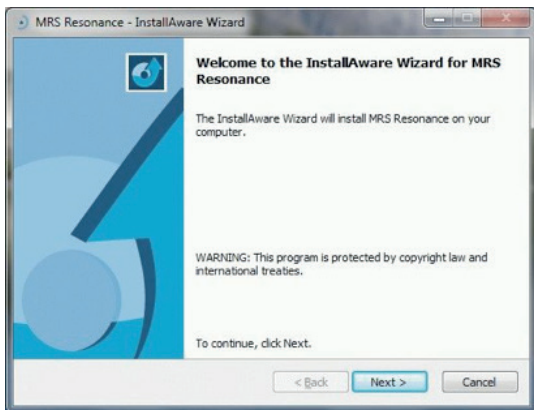 MRS Resonance - InstallAware Wizard
Welcome to the InstallAware Wizard for MRS
Resonance
The InstallAware Wizard will install MRS Resonance on your
computer.
WARNING: This program is protected by copyright law and
international treaties.
To continue, click Next.
< Back Next > Cancel